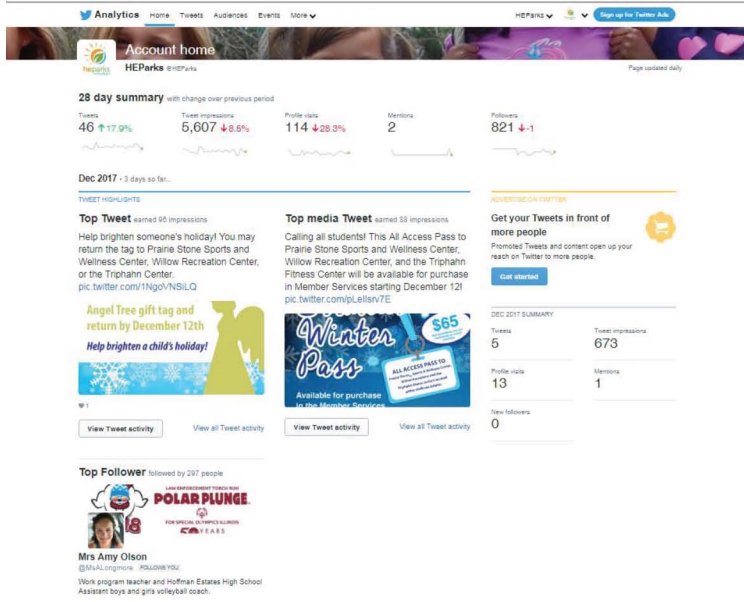 Analytics Home Tweets Audiences Events More
HEParks
Sign up for Twitter Ads
heparks
Account home
HEParks @HEParks
Page updated daily
28 day summary with change over previous period
Tweets
46 ↑17.9%
Tweet impressions
5,607 ↓8.6%
Profile visits
114 ↓28.3%
Mentions
2
Followers
821 ↓-1
Dec 2017 • 3 days so far...
TWEET HIGHLIGHTS
Top Tweet earned 96 impressions
Help brighten someone's holiday! You may
return the tag to Prairie Stone Sports and
Wellness Center, Willow Recreation Center,
or the Triphahn Center.
pic.twitter.com/1NgoVNSiLQ
Angel Tree gift tag and
return by December 12th
Help brighten a child's holiday!
1
View Tweet activity
View all Tweet activity
Top media Tweet earned 88 impressions
Calling all students! This All Access Pass to
Prairie Stone Sports and Wellness Center,
Willow Recreation Center, and the Triphahn
Fitness Center will be available for purchase
in Member Services starting December 12!
pic.twitter.com/pLeIlsrv7E
Winter
Pass
$65
ALL ACCESS PASS TO
Available for purchase
in the Member Services
View Tweet activity
View all Tweet activity
ADVERTISE ON TWITTER
Get your Tweets in front of
more people
Promoted Tweets and content open up your
reach on Twitter to more people.
Get started
DEC 2017 SUMMARY
Tweets
5
Tweet impressions
673
Profile visits
13
Mentions
1
New followers
0
Top Follower followed by 297 people
LAW ENFORCEMENT TORCH RUN
POLAR PLUNGE
FOR SPECIAL OLYMPICS ILLINOIS
50 YEARS
18
Mrs Amy Olson
@MsALongmore FOLLOWS YOU
Work program teacher and Hoffman Estates High School
Assistant boys and girls volleyball coach.